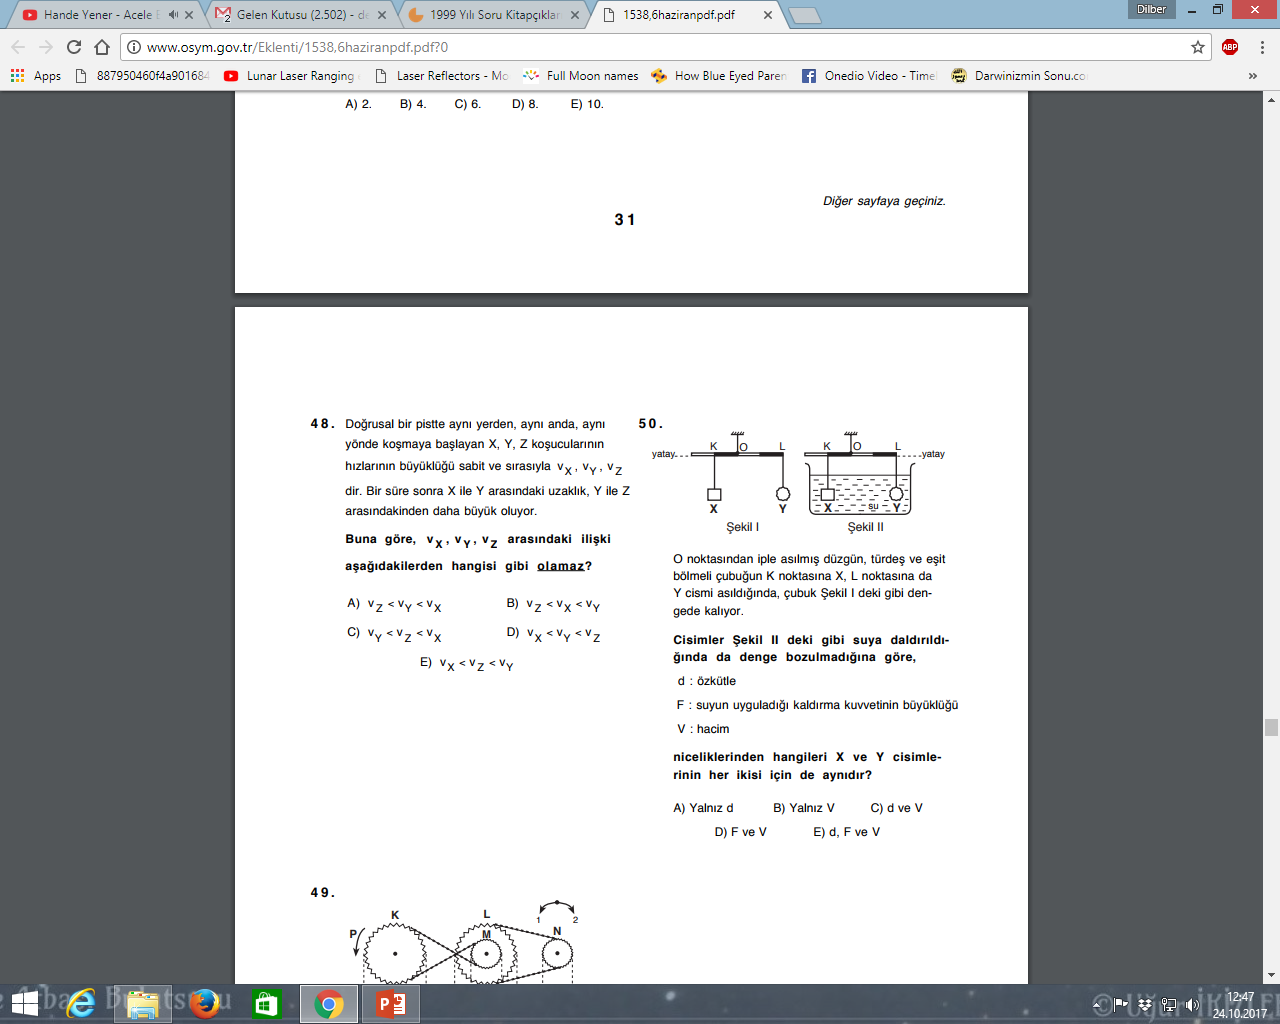 Hande Yener - Acele E
Gelen Kutusu (2.502) - de
1999 Yılı Soru Kitapçıklar
1538,6haziranpdf.pdf
Dilber
www.osym.gov.tr/Eklenti/1538,6haziranpdf.pdf?0
ABP
Apps
887950460f4a901684
Lunar Laser Ranging
Laser Reflectors - Mo
Full Moon names
How Blue Eyed Paren
Onedio Video - Timel
Darwinizmin Sonu.co
»
A) 2. B) 4. C) 6. D) 8. E) 10.
Diğer sayfaya geçiniz.
31
48. Doğrusal bir pistte aynı yerden, aynı anda, aynı
yönde koşmaya başlayan X, Y, Z koşucularının
hızlarının büyüklüğü sabit ve sırasıyla vX , vY , vZ
dir. Bir süre sonra X ile Y arasındaki uzaklık, Y ile Z
arasındakinden daha büyük oluyor.
Buna göre, vX , vY , vZ arasındaki ilişki
aşağıdakilerden hangisi gibi olamaz?
A) vZ < vY < vX B) vZ < vX < vY
C) vY < vZ < vX D) vX < vY < vZ
E) vX < vZ < vY
49.
K L M N
P 1 2
50.
K O L K O L
yatay yatay
X Y X su Y
Şekil I Şekil II
O noktasından iple asılmış düzgün, türdeş ve eşit
bölmeli çubuğun K noktasına X, L noktasına da
Y cismi asıldığında, çubuk Şekil I deki gibi den-
gede kalıyor.
Cisimler Şekil II deki gibi suya daldırıldı-
ğında da denge bozulmadığına göre,
d : özkütle
F : suyun uyguladığı kaldırma kuvvetinin büyüklüğü
V : hacim
niceliklerinden hangileri X ve Y cisimle-
rinin her ikisi için de aynıdır?
A) Yalnız d B) Yalnız V C) d ve V
D) F ve V E) d, F ve V
12:47
24.10.2017